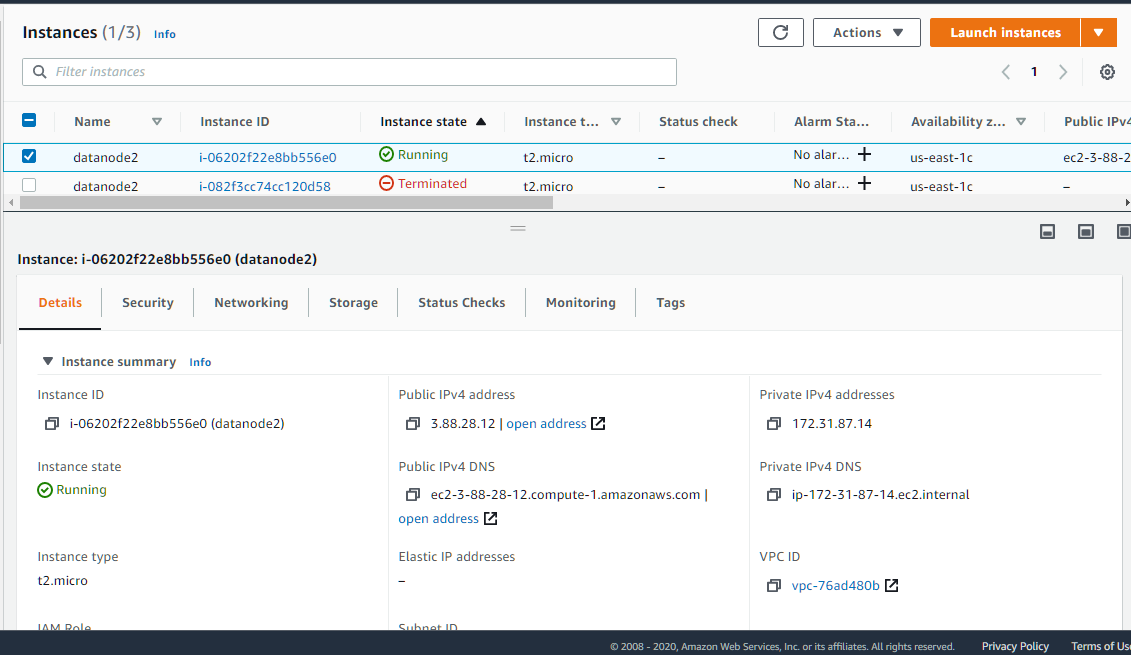 Instances (1/3) Info
Actions
Launch instances
Filter instances
1
Name Instance ID Instance state Instance t... Status check Alarm Sta... Availability z... Public IPv4
datanode2 i-06202f22e8bb556e0 Running t2.micro – No alar... us-east-1c ec2-3-88-2
datanode2 i-082f3cc74cc120d58 Terminated t2.micro – No alar... us-east-1c –
Instance: i-06202f22e8bb556e0 (datanode2)
Details Security Networking Storage Status Checks Monitoring Tags
Instance summary Info
Instance ID Public IPv4 address Private IPv4 addresses
i-06202f22e8bb556e0 (datanode2) 3.88.28.12 | open address 172.31.87.14
Instance state Public IPv4 DNS Private IPv4 DNS
Running ec2-3-88-28-12.compute-1.amazonaws.com | ip-172-31-87-14.ec2.internal
open address
Instance type Elastic IP addresses VPC ID
t2.micro – vpc-76ad480b
IAM Role Subnet ID
© 2008 - 2020, Amazon Web Services, Inc. or its affiliates. All rights reserved. Privacy Policy Terms of Us